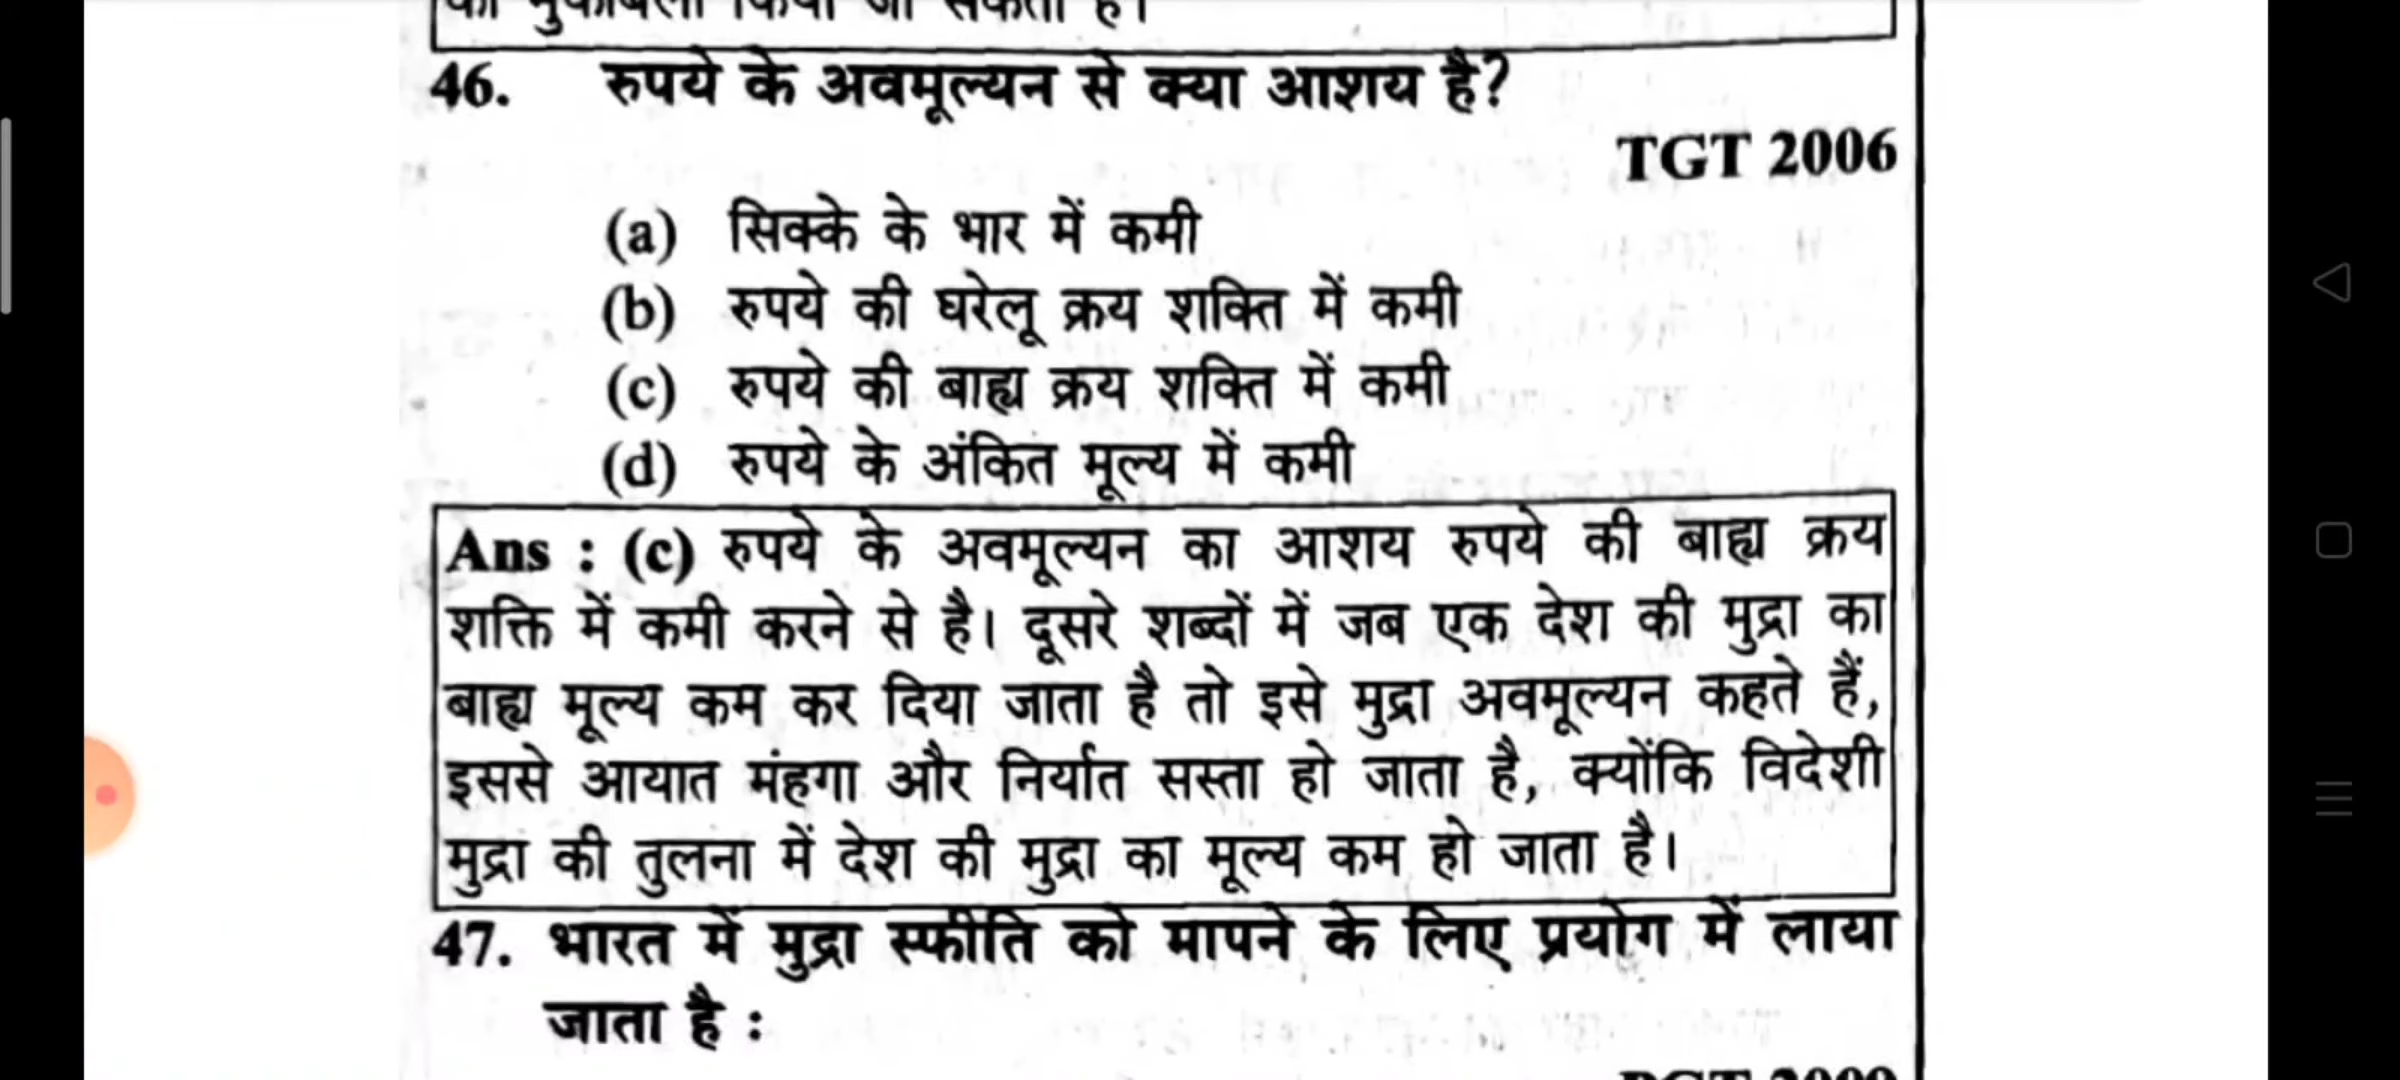 का मुकाबला किया जा सकता है।
46. रुपये के अवमूल्यन से क्या आशय है?
TGT 2006
(a) सिक्के के भार में कमी
(b) रुपये की घरेलू क्रय शक्ति में कमी
(c) रुपये की बाह्य क्रय शक्ति में कमी
(d) रुपये के अंकित मूल्य में कमी
Ans : (c) रुपये के अवमूल्यन का आशय रुपये की बाह्य क्रय
शक्ति में कमी करने से है। दूसरे शब्दों में जब एक देश की मुद्रा का
बाह्य मूल्य कम कर दिया जाता है तो इसे मुद्रा अवमूल्यन कहते हैं,
इससे आयात मंहगा और निर्यात सस्ता हो जाता है, क्योंकि विदेशी
मुद्रा की तुलना में देश की मुद्रा का मूल्य कम हो जाता है।
47. भारत में मुद्रा स्फीति को मापने के लिए प्रयोग में लाया
जाता है :